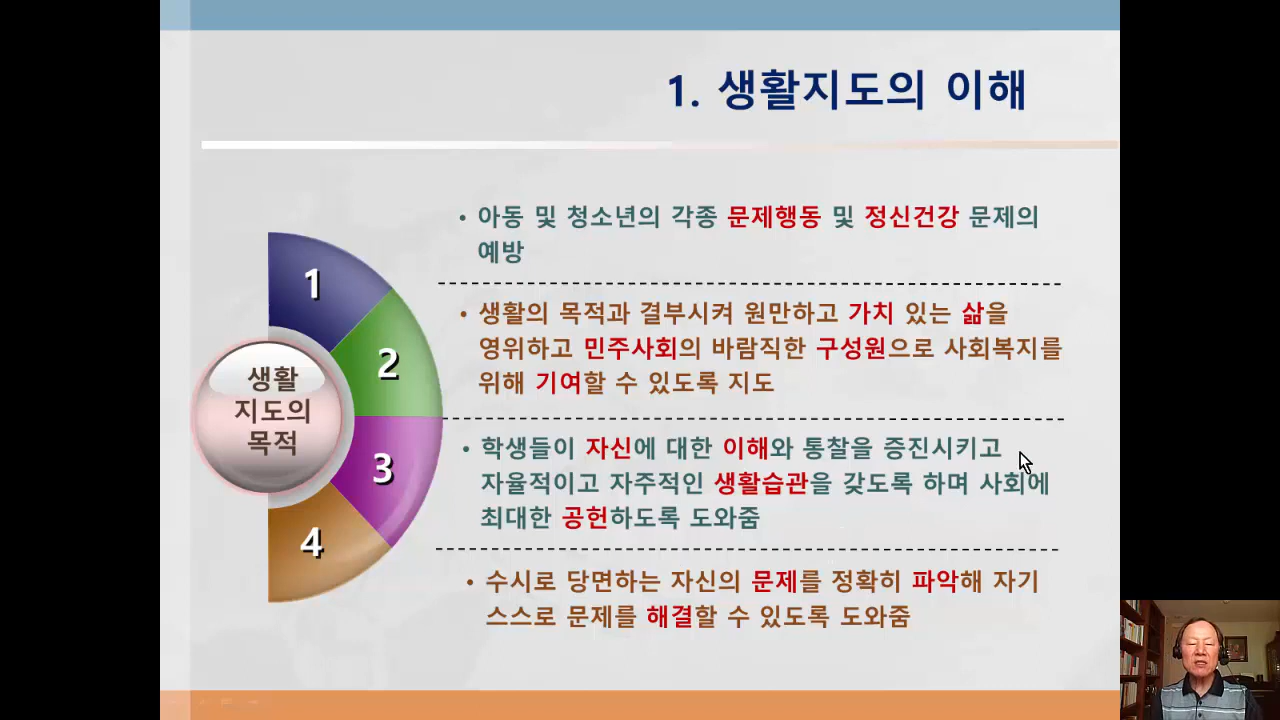 1. 생활지도의 이해
생활
지도의
목적
1
• 아동 및 청소년의 각종 문제행동 및 정신건강 문제의
예방
2
• 생활의 목적과 결부시켜 원만하고 가치 있는 삶을
영위하고 민주사회의 바람직한 구성원으로 사회복지를
위해 기여할 수 있도록 지도
3
• 학생들이 자신에 대한 이해와 통찰을 증진시키고
자율적이고 자주적인 생활습관을 갖도록 하며 사회에
최대한 공헌하도록 도와줌
4
• 수시로 당면하는 자신의 문제를 정확히 파악해 자기
스스로 문제를 해결할 수 있도록 도와줌